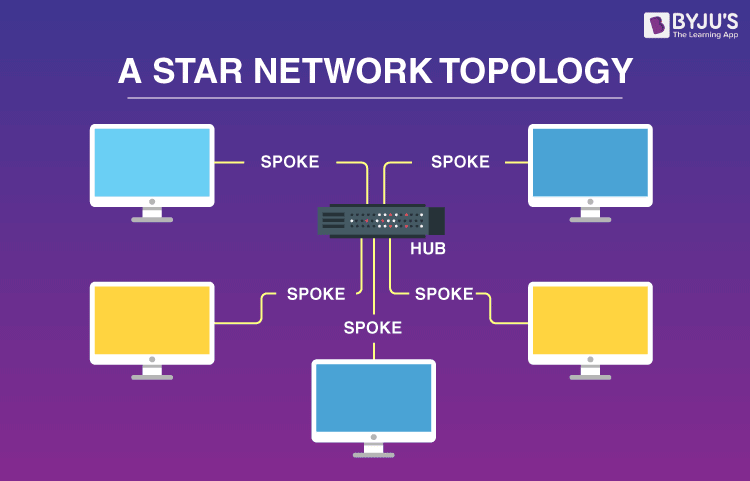 BYJU'S
The Learning App
A STAR NETWORK TOPOLOGY
SPOKE
SPOKE
HUB
SPOKE
SPOKE
SPOKE